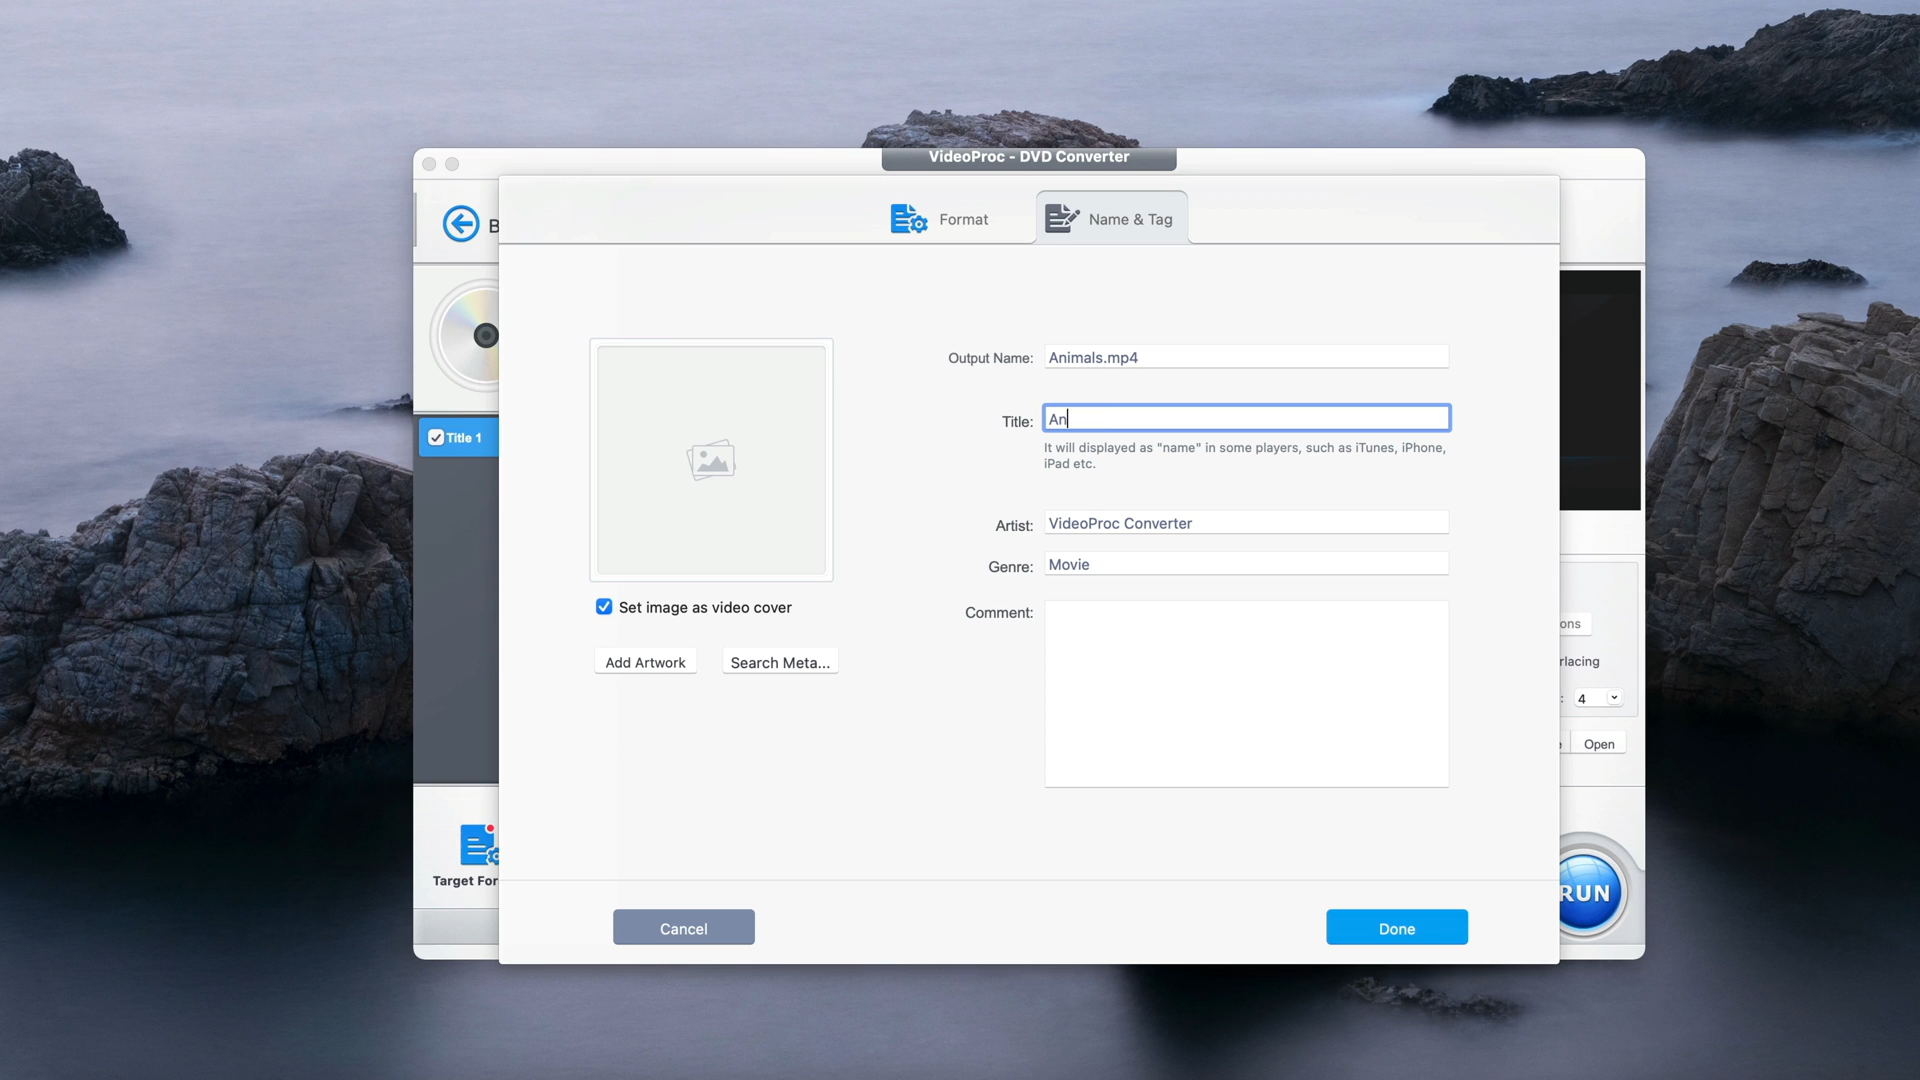 VideoProc - DVD Converter
B
Format
Name & Tag
Output Name:
Animals.mp4
Title 1
Title:
An
It will displayed as "name" in some players, such as iTunes, iPhone,
iPad etc.
Artist:
VideoProc Converter
Genre:
Movie
Set image as video cover
Comment:
ons
Add Artwork
Search Meta...
rlacing
: 4
Open
Target For
RUN
Cancel
Done